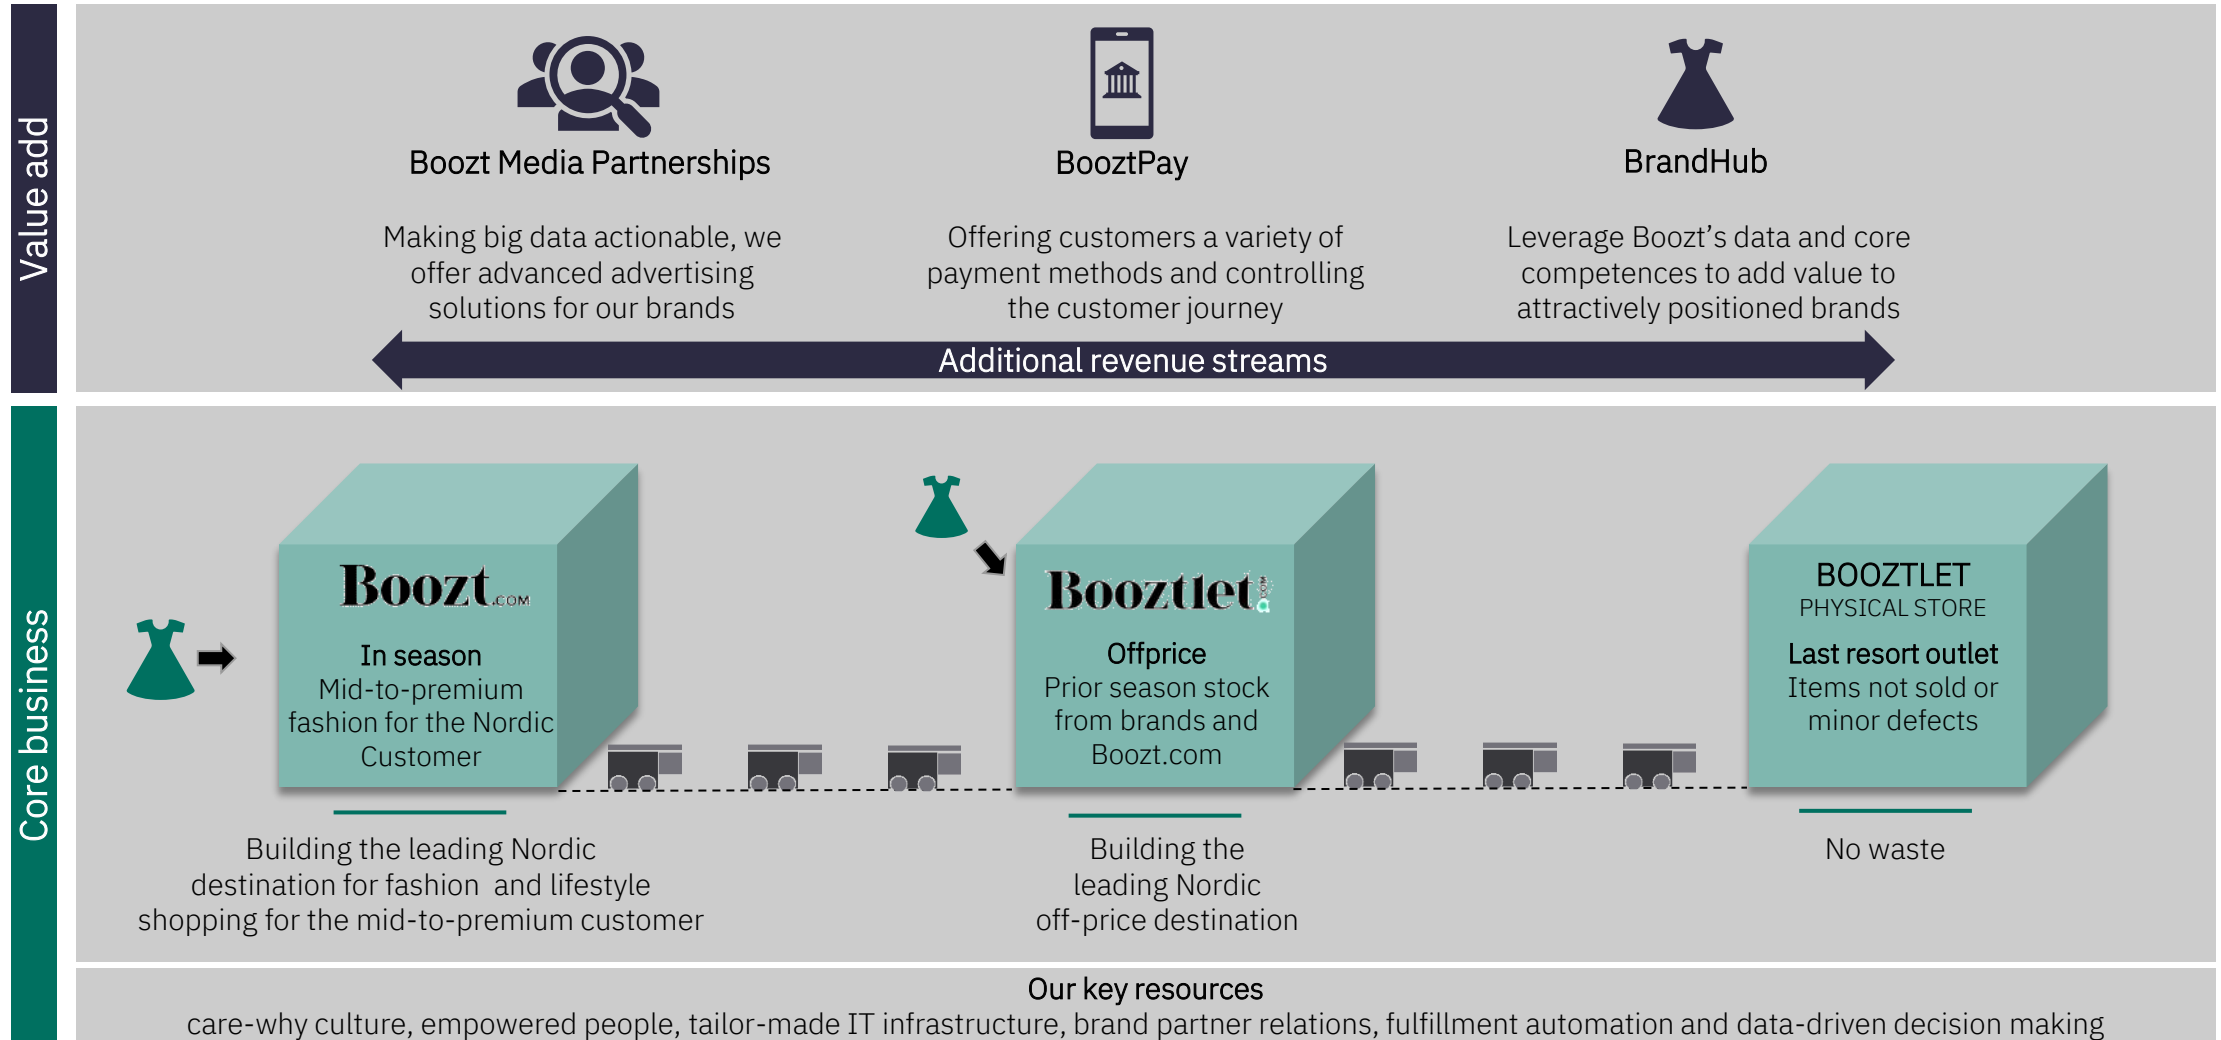 Value add
Boozt Media Partnerships
Making big data actionable, we
offer advanced advertising
solutions for our brands
BooztPay
Offering customers a variety of
payment methods and controlling
the customer journey
BrandHub
Leverage Boozt’s data and core
competences to add value to
attractively positioned brands
Additional revenue streams
Core business
Boozt.COM
In season
Mid-to-premium
fashion for the Nordic
Customer
Building the leading Nordic
destination for fashion and lifestyle
shopping for the mid-to-premium customer
Booztlet.COM
Offprice
Prior season stock
from brands and
Boozt.com
Building the
leading Nordic
off-price destination
BOOZTLET
PHYSICAL STORE
Last resort outlet
Items not sold or
minor defects
No waste
Our key resources
care-why culture, empowered people, tailor-made IT infrastructure, brand partner relations, fulfillment automation and data-driven decision making